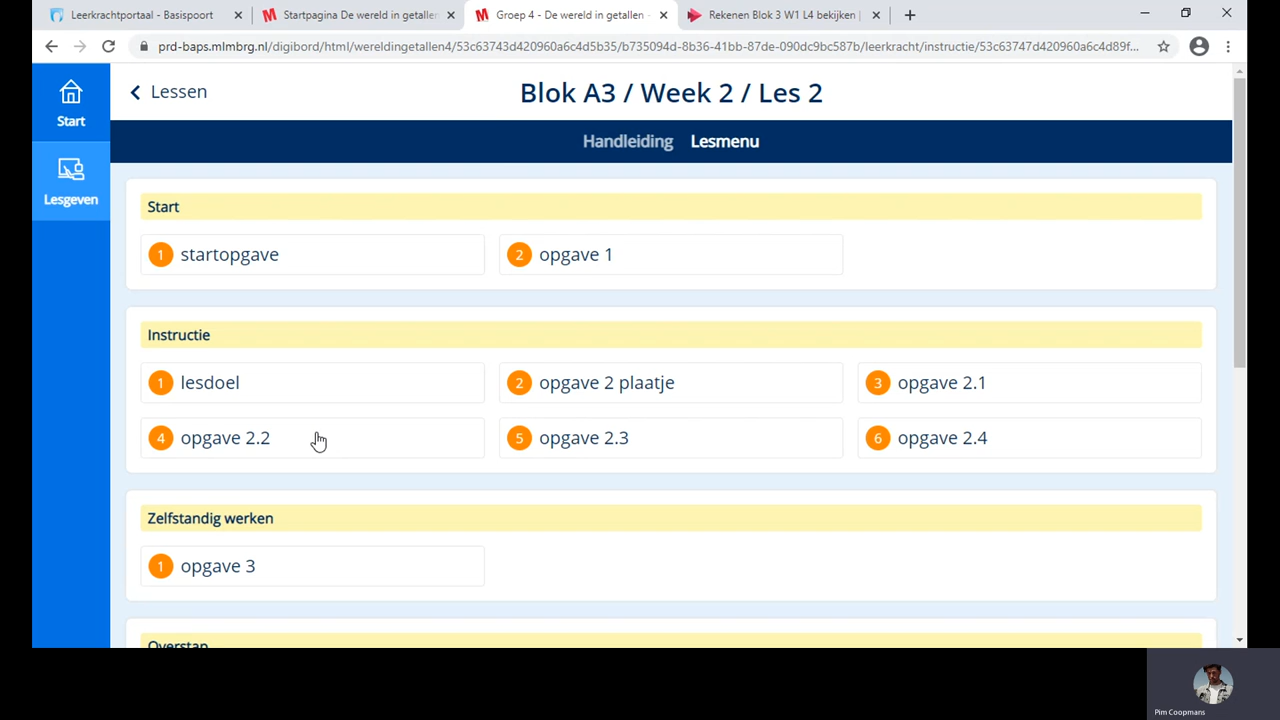 Leerkrachtportaal - Basispoort
Startpagina De wereld in getallen
Groep 4 - De wereld in getallen -
Rekenen Blok 3 W1 L4 bekijken |
prd-baps.mlmbrg.nl/digibord/html/wereldingetallen4/53c63743d420960a6c4d5b35/b735094d-8b36-41bb-87de-090dc9bc587b/leerkracht/instructie/53c63747d420960a6c4d89f...
Start
Lesgeven
Lessen
Blok A3 / Week 2 / Les 2
Handleiding Lesmenu
Start
1 startopgave
2 opgave 1
Instructie
1 lesdoel
2 opgave 2 plaatje
3 opgave 2.1
4 opgave 2.2
5 opgave 2.3
6 opgave 2.4
Zelfstandig werken
1 opgave 3
Overstap
Pim Coopmans